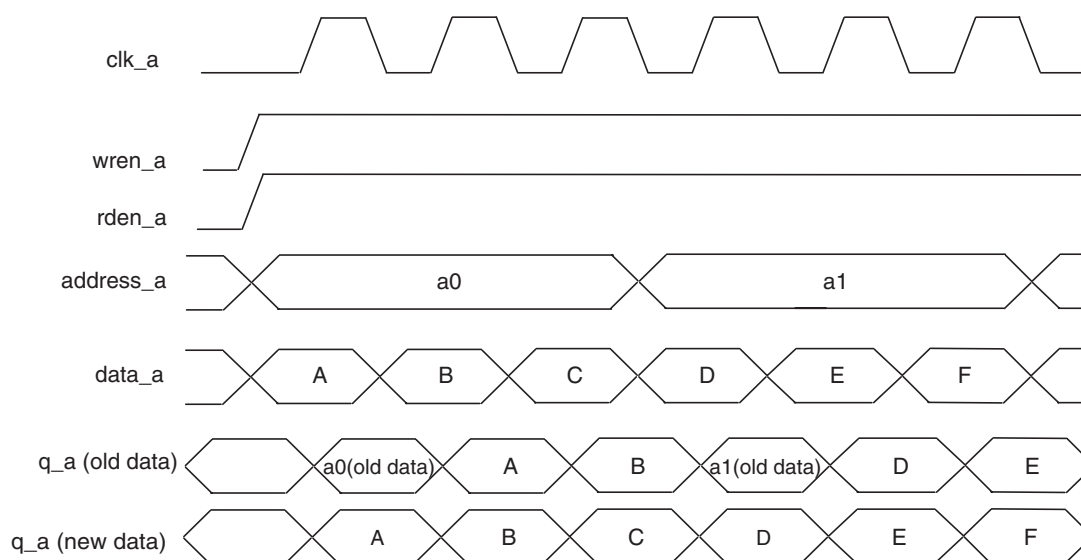 clk_a
wren_a
rden_a
address_a a0 a1
data_a A B C D E F
q_a (old data) a0(old data) A B a1(old data) D E
q_a (new data) A B C D E F